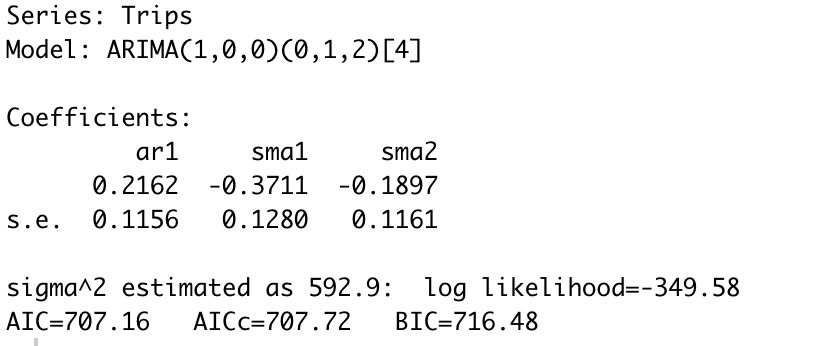 Series: Trips
Model: ARIMA(1,0,0)(0,1,2)[4]
Coefficients:
ar1 sma1 sma2
0.2162 -0.3711 -0.1897
s.e. 0.1156 0.1280 0.1161
sigma^2 estimated as 592.9: log likelihood=-349.58
AIC=707.16 AICc=707.72 BIC=716.48